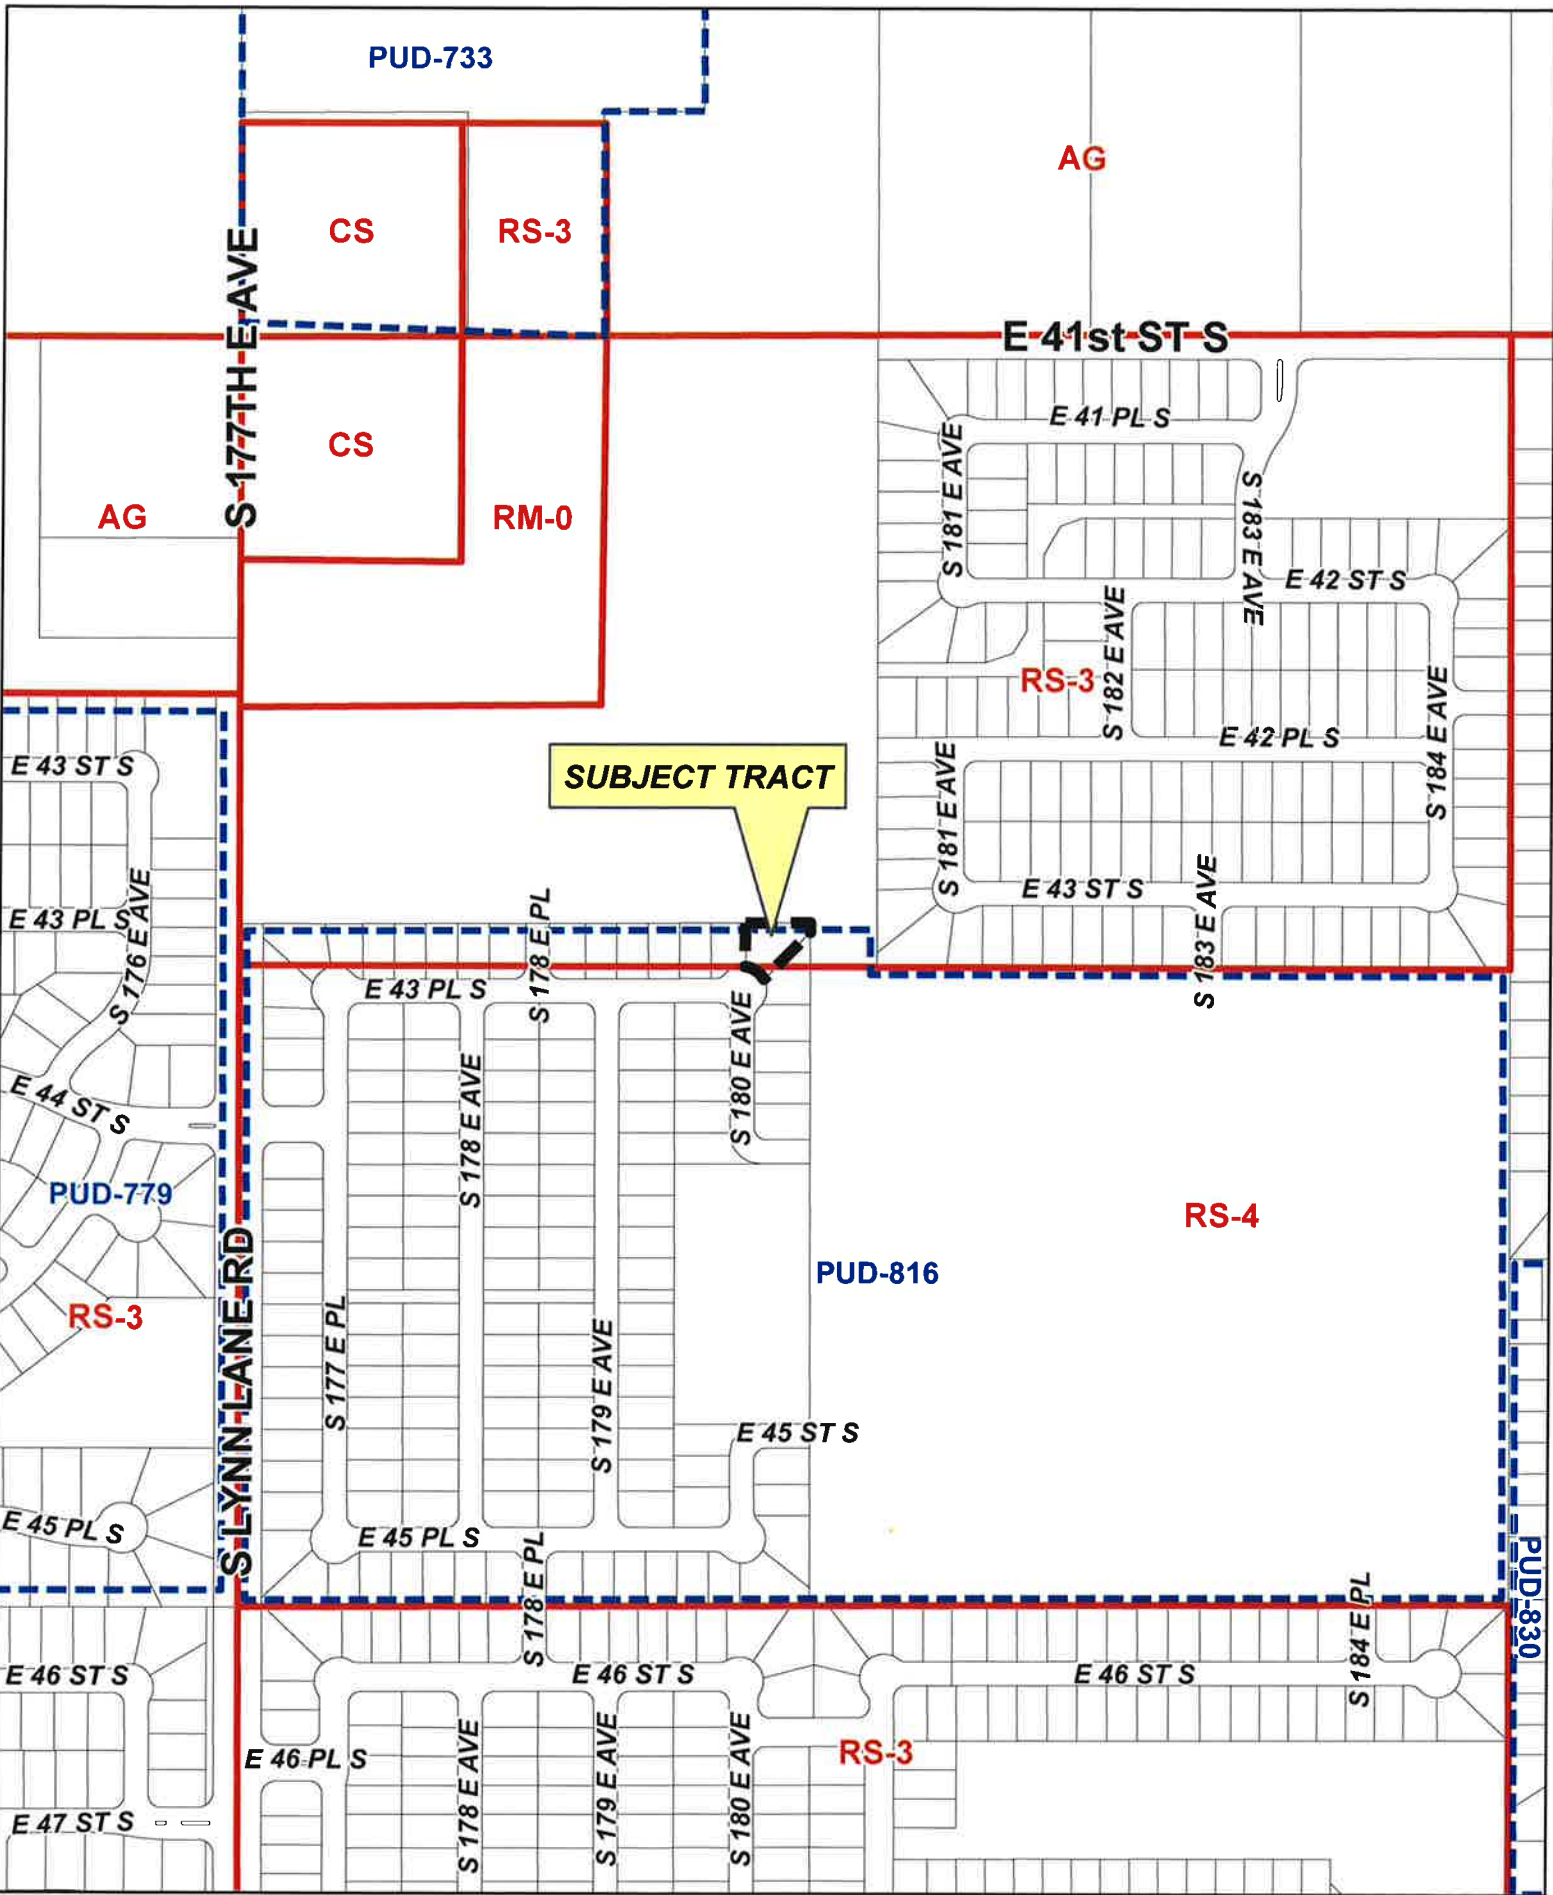 PUD-733
AG
CS
RS-3
S 177TH E AVE
E 41st ST S
E 41 PL S
CS
S 181 E AVE
S 183 E AVE
AG
RM-0
E 42 ST S
S 182 E AVE
RS-3
S 184 E AVE
E 42 PL S
E 43 ST S
SUBJECT TRACT
S 181 E AVE
E 43 ST S
S 183 E AVE
E 43 PL S
S 176 E AVE
S 178 E PL
E 43 PL S
S 180 E AVE
S 178 E AVE
E 44 ST S
PUD-779
RS-4
PUD-816
RS-3
S LYNN LANE RD
S 177 E PL
S 179 E AVE
E 45 ST S
E 45 PL S
E 45 PL S
S 178 E PL
S 184 E PL
PUD-830
E 46 ST S
E 46 ST S
E 46 ST S
RS-3
E 46 PL S
S 178 E AVE
S 179 E AVE
S 180 E AVE
E 47 ST S